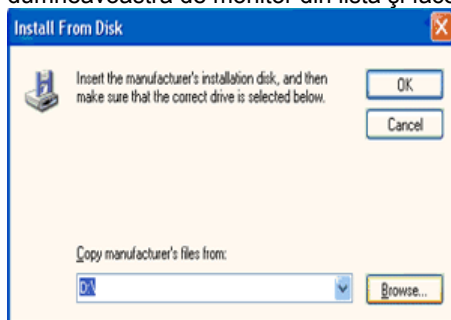 Install From Disk
Insert the manufacturer's installation disk, and then
make sure that the correct drive is selected below.
OK
Cancel
Copy manufacturer's files from:
D:\
Browse...